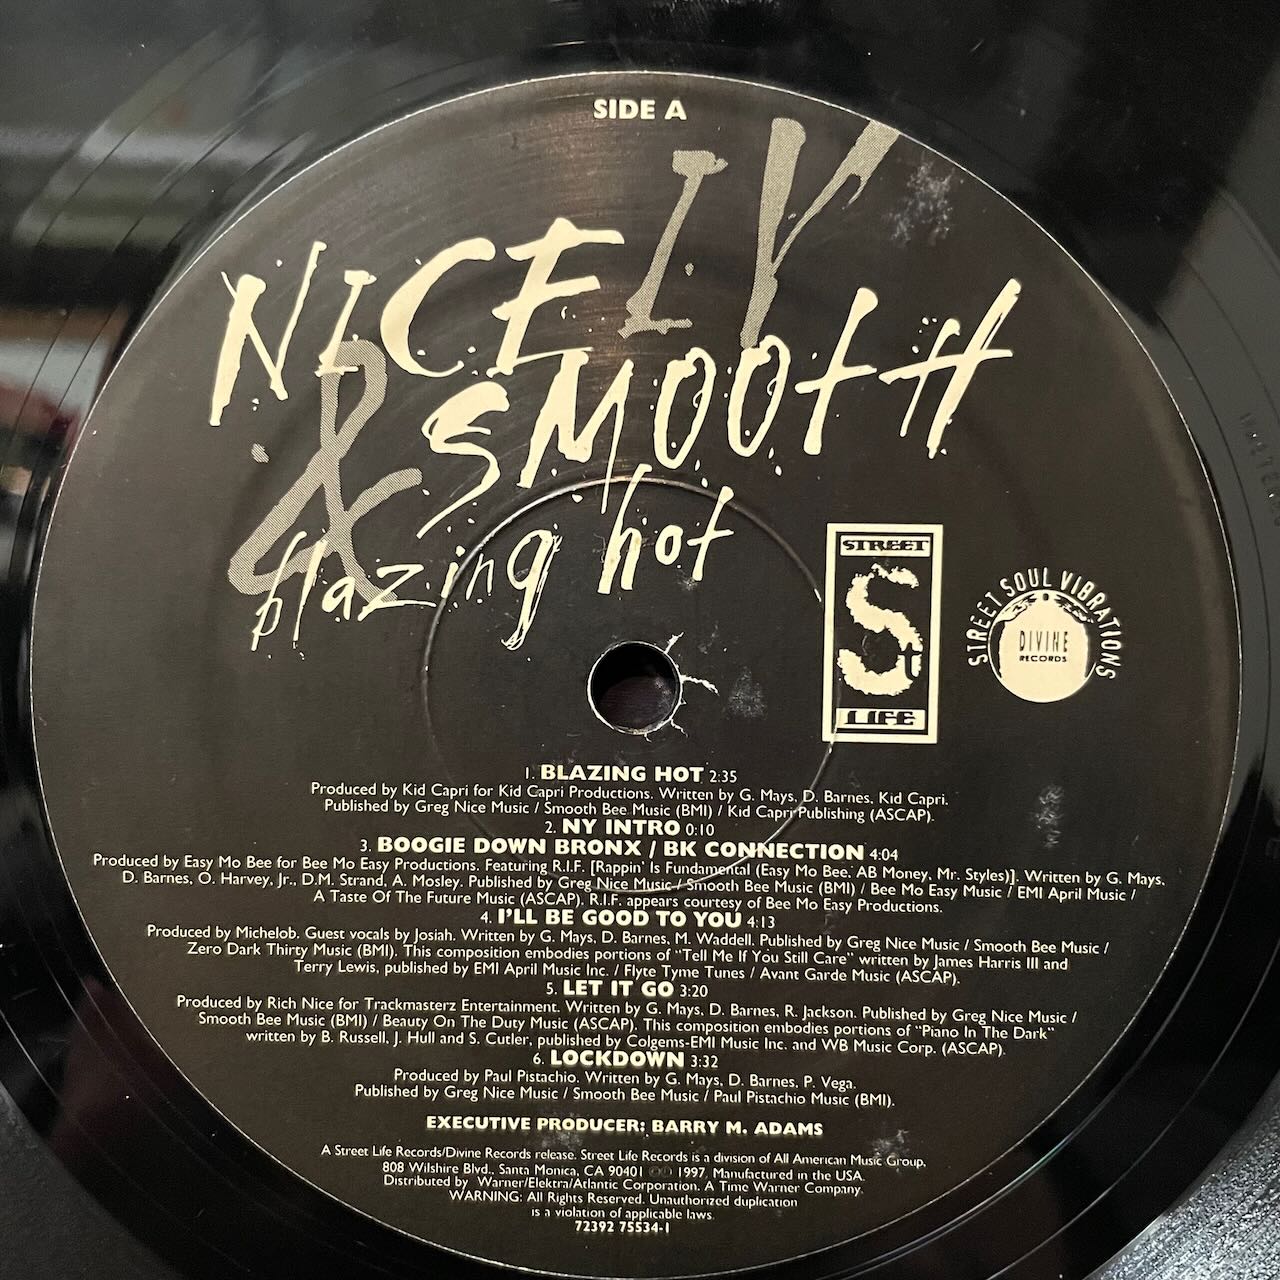 SIDE A
IV
NICE
& SMOOTH
blazing hot
STREET
St
LIFE
STREET SOUL VIBRATIONS
DIVINE
RECORDS
1. BLAZING HOT 2:35
Produced by Kid Capri for Kid Capri Productions. Written by G. Mays, D. Barnes, Kid Capri.
Published by Greg Nice Music / Smooth Bee Music (BMI) / Kid Capri Publishing (ASCAP).
2. NY INTRO 0:10
3. BOOGIE DOWN BRONX / BK CONNECTION 4:04
Produced by Easy Mo Bee for Bee Mo Easy Productions. Featuring R.I.F. [Rappin' Is Fundamental (Easy Mo Bee, AB Money, Mr. Styles)]. Written by G. Mays,
D. Barnes, O. Harvey, Jr., D.M. Strand, A. Mosley. Published by Greg Nice Music / Smooth Bee Music (BMI) / Bee Mo Easy Music / EMI April Music /
A Taste Of The Future Music (ASCAP). R.I.F. appears courtesy of Bee Mo Easy Productions.
4. I'LL BE GOOD TO YOU 4:13
Produced by Michelob. Guest vocals by Josiah. Written by G. Mays, D. Barnes, M. Waddell. Published by Greg Nice Music / Smooth Bee Music /
Zero Dark Thirty Music (BMI). This composition embodies portions of "Tell Me If You Still Care" written by James Harris III and
Terry Lewis, published by EMI April Music Inc. / Flyte Tyme Tunes / Avant Garde Music (ASCAP).
5. LET IT GO 3:20
Produced by Rich Nice for Trackmasterz Entertainment. Written by G. Mays, D. Barnes, R. Jackson. Published by Greg Nice Music /
Smooth Bee Music (BMI) / Beauty On The Duty Music (ASCAP). This composition embodies portions of "Piano In The Dark"
written by B. Russell, J. Hull and S. Cutler, published by Colgems-EMI Music Inc. and WB Music Corp. (ASCAP).
6. LOCKDOWN 3:32
Produced by Paul Pistachio. Written by G. Mays, D. Barnes, P. Vega.
Published by Greg Nice Music / Smooth Bee Music / Paul Pistachio Music (BMI).
EXECUTIVE PRODUCER: BARRY M. ADAMS
A Street Life Records/Divine Records release. Street Life Records is a division of All American Music Group,
808 Wilshire Blvd., Santa Monica, CA 90401 ℗© 1997, Manufactured in the USA.
Distributed by Warner/Elektra/Atlantic Corporation. A Time Warner Company.
WARNING: All Rights Reserved. Unauthorized duplication
is a violation of applicable laws.
72392 75534-1